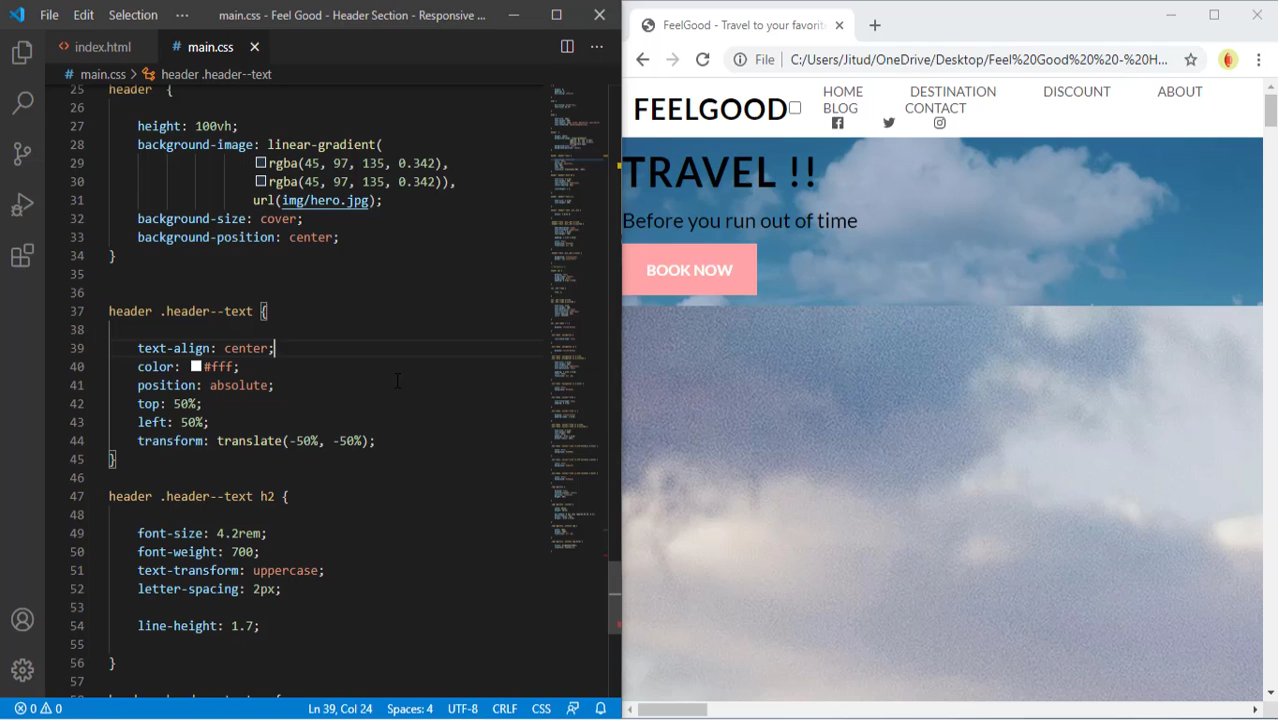 File Edit Selection ··· main.css - Feel Good - Header Section - Responsive ...
index.html main.css
main.css > header .header--text
25 header {
26
27 height: 100vh;
28 background-image: linear-gradient(
29 rgba(45, 97, 135, 0.342),
30 rgba(45, 97, 135, 0.342)),
31 url(img/hero.jpg);
32 background-size: cover;
33 background-position: center;
34 }
35
36
37 header .header--text {
38
39 text-align: center;
40 color: #fff;
41 position: absolute;
42 top: 50%;
43 left: 50%;
44 transform: translate(-50%, -50%);
45 }
46
47 header .header--text h2 {
48
49 font-size: 4.2rem;
50 font-weight: 700;
51 text-transform: uppercase;
52 letter-spacing: 2px;
53
54 line-height: 1.7;
55
56 }
57
0 0 Ln 39, Col 24 Spaces: 4 UTF-8 CRLF CSS
FeelGood - Travel to your favorit
File C:/Users/Jitud/OneDrive/Desktop/Feel%20Good%20%20-%20H...
FEELGOOD
HOME DESTINATION DISCOUNT ABOUT
BLOG CONTACT
TRAVEL !!
Before you run out of time
BOOK NOW